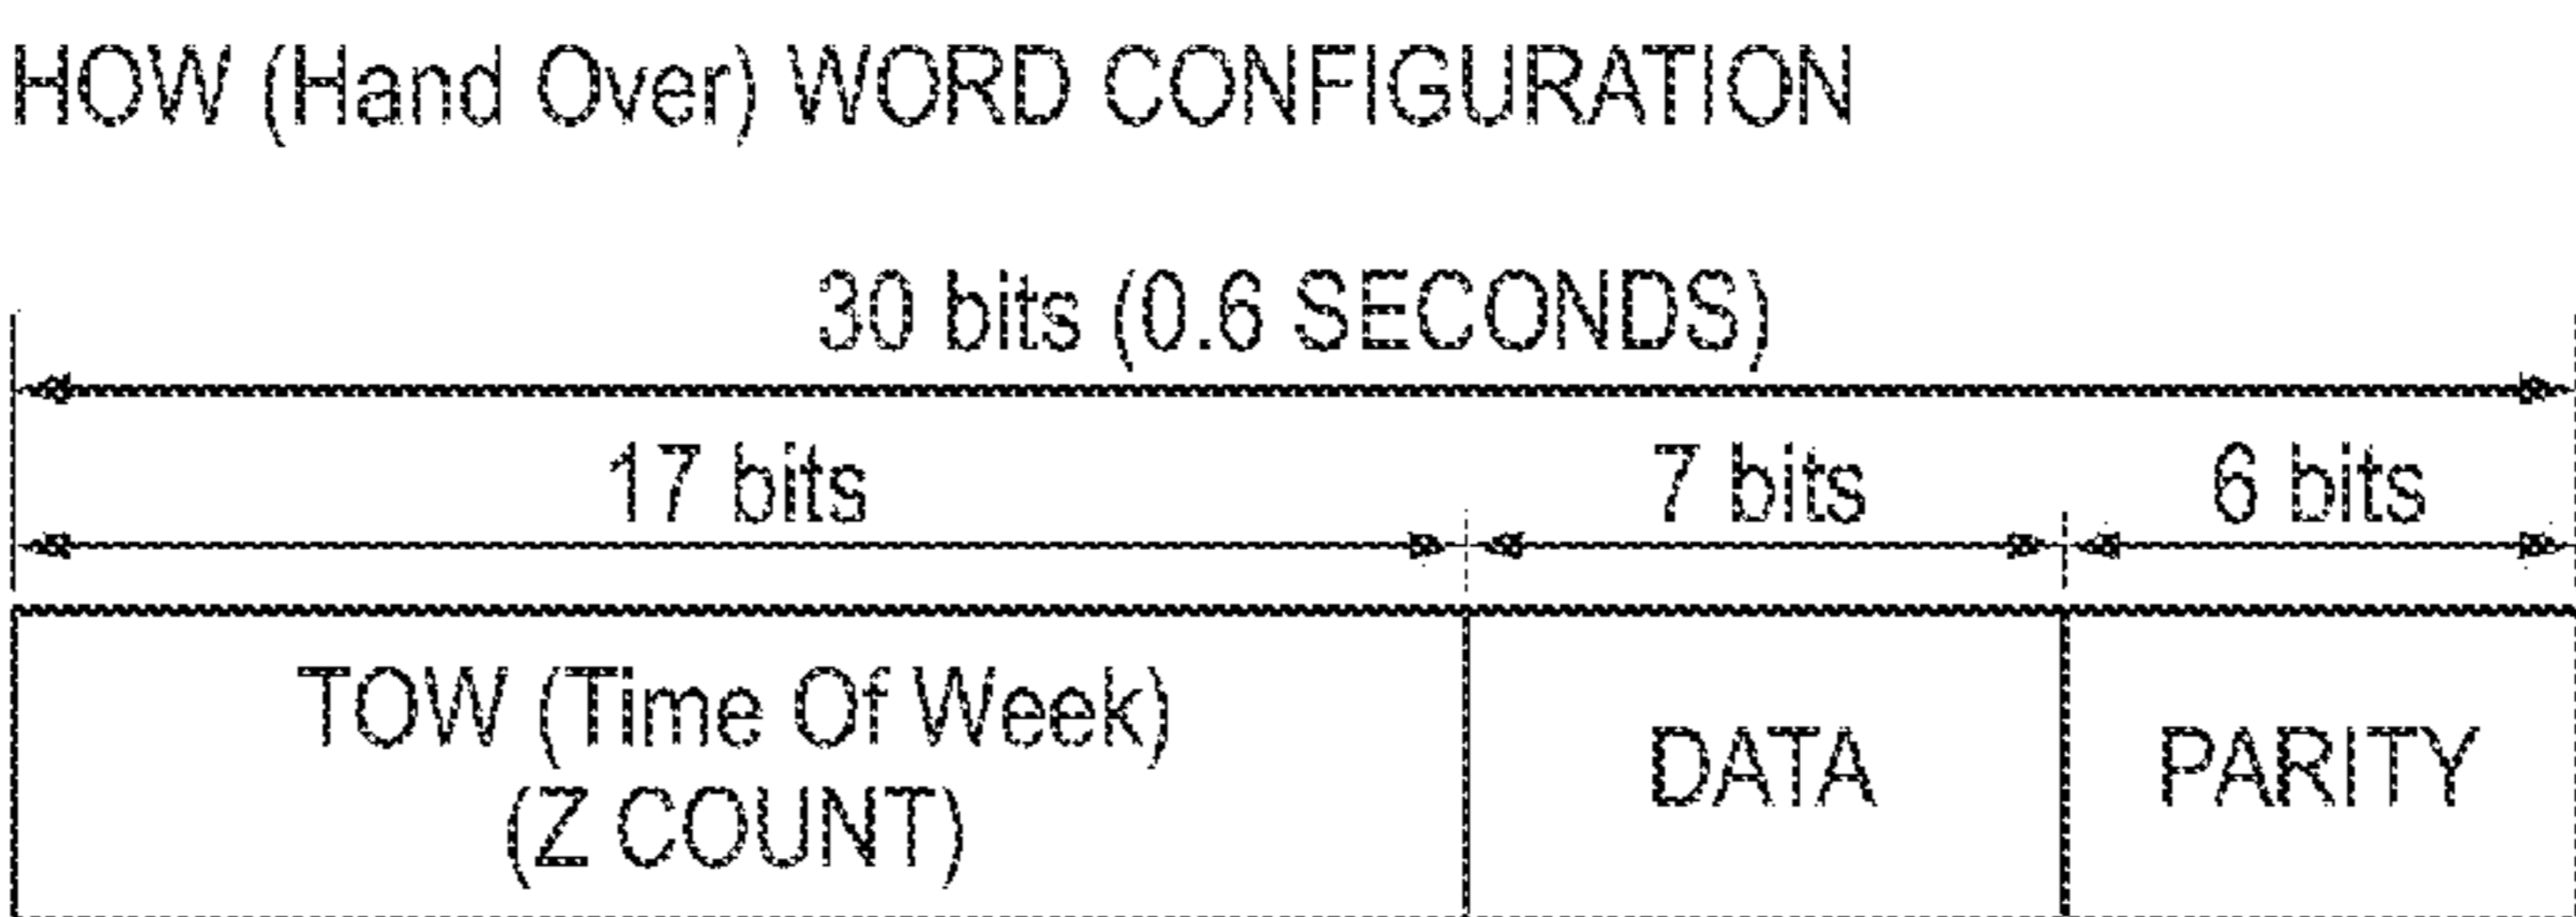 HOW (Hand Over) WORD CONFIGURATION
30 bits (0.6 SECONDS)
17 bits 7 bits 6 bits
TOW (Time Of Week)
(Z COUNT)
DATA
PARITY